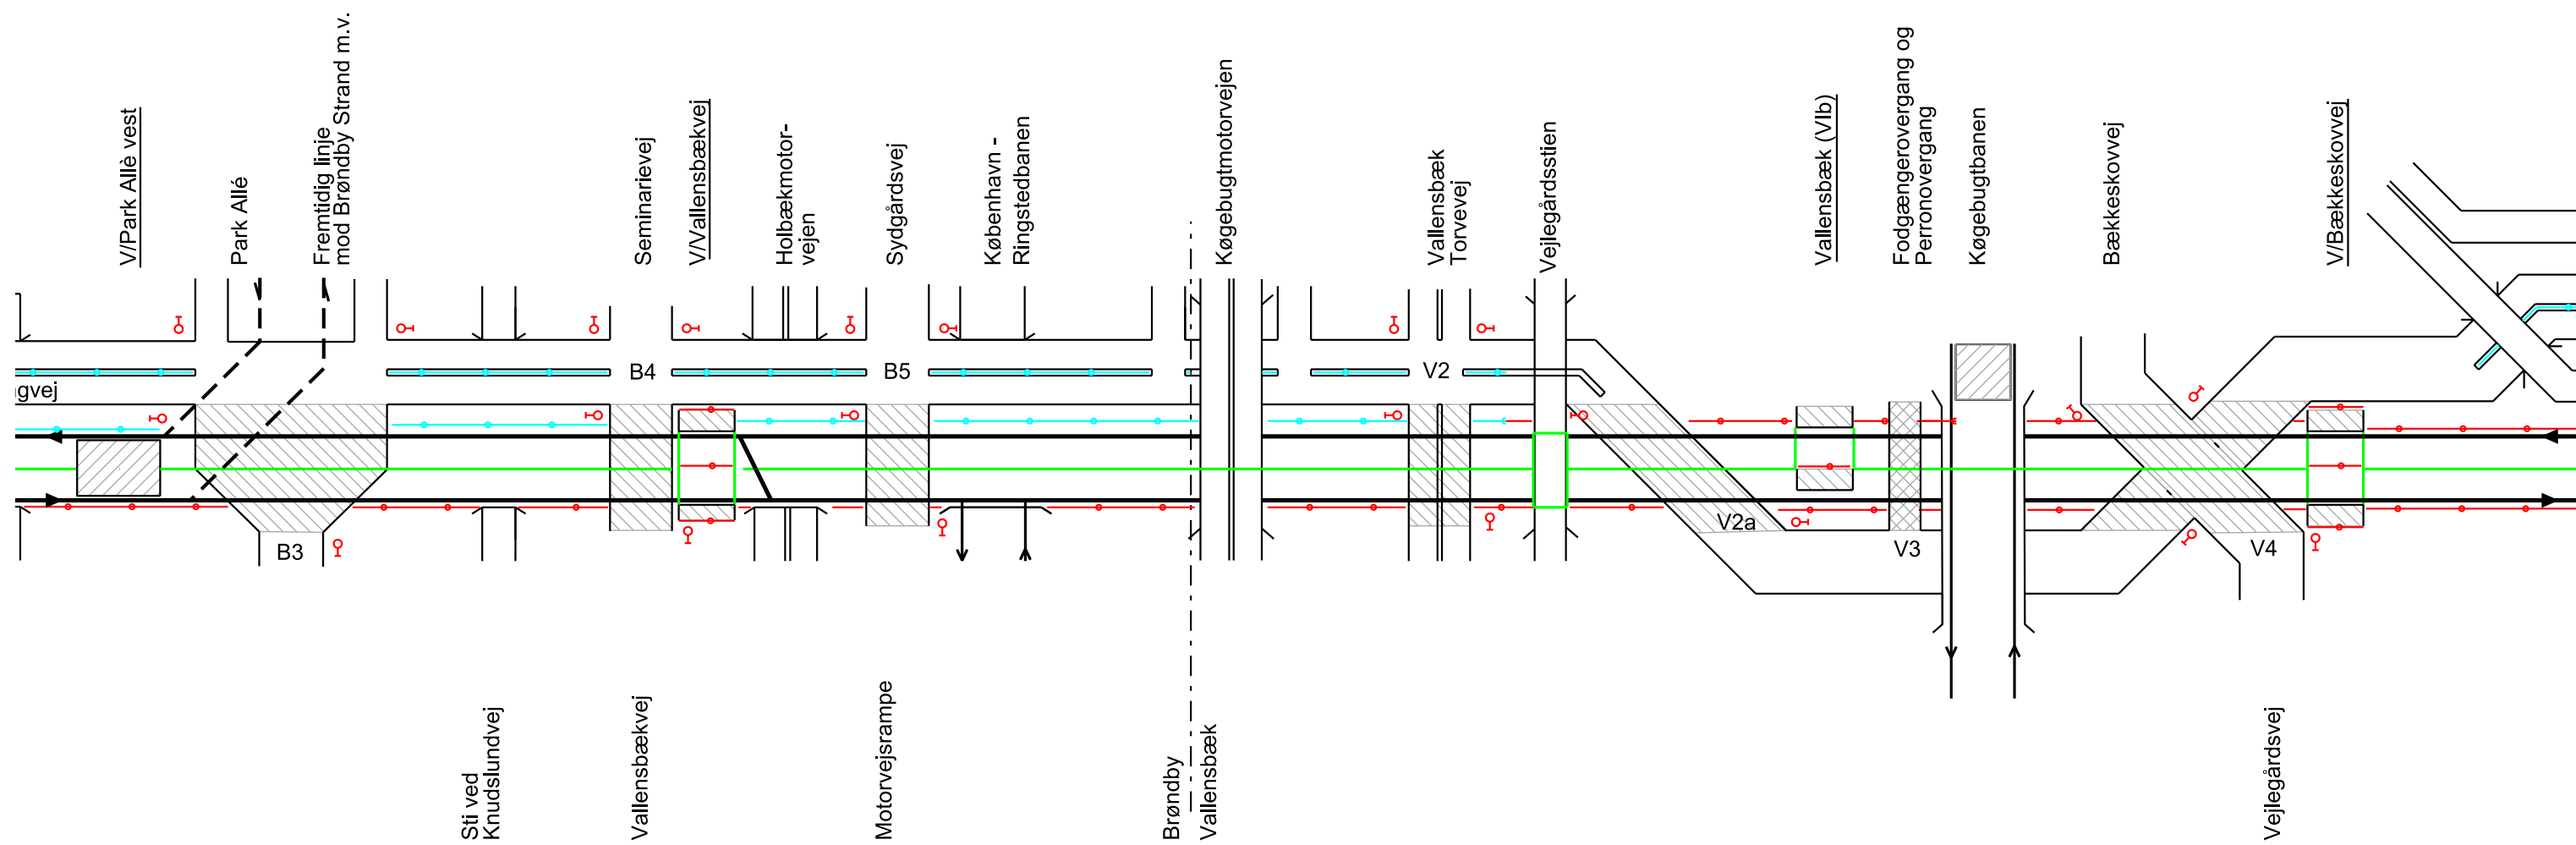 V/Park Allè vest
Park Allé
Fremtidig linje
mod Brøndby Strand m.v.
Seminarievej
V/Vallensbækvej
Holbækmotor-
vejen
Sydgårdsvej
København -
Ringstedbanen
Køgebugtmotorvejen
Vallensbæk
Torvevej
Vejlegårdsstien
Vallensbæk (VIb)
Fodgængerovergang og
Perronovergang
Køgebugtbanen
Bækkeskovvej
V/Bækkeskovvej
gvej
B4
B5
V2
B3
V2a
V3
V4
Sti ved
Knudslundvej
Vallensbækvej
Motorvejsrampe
Brøndby
Vallensbæk
Vejlegårdsvej